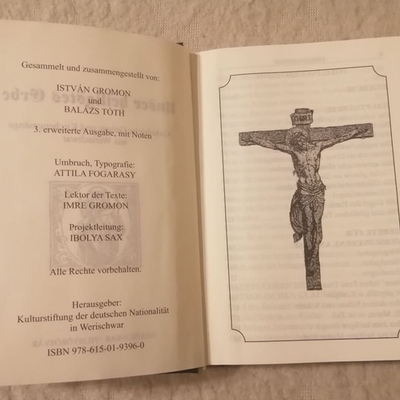 Gesammelt und zusammengestellt von:
ISTVÁN GROMON
und
BALÁZS TÓTH
3. erweiterte Ausgabe, mit Noten
Umbruch, Typografie:
ATTILA FOGARASY
Lektor der Texte:
IMRE GROMON
Projektleitung:
IBOLYA SAX
Alle Rechte vorbehalten.
Herausgeber:
Kulturstiftung der deutschen Nationalität
in Werischwar
ISBN 978-615-01-9396-0